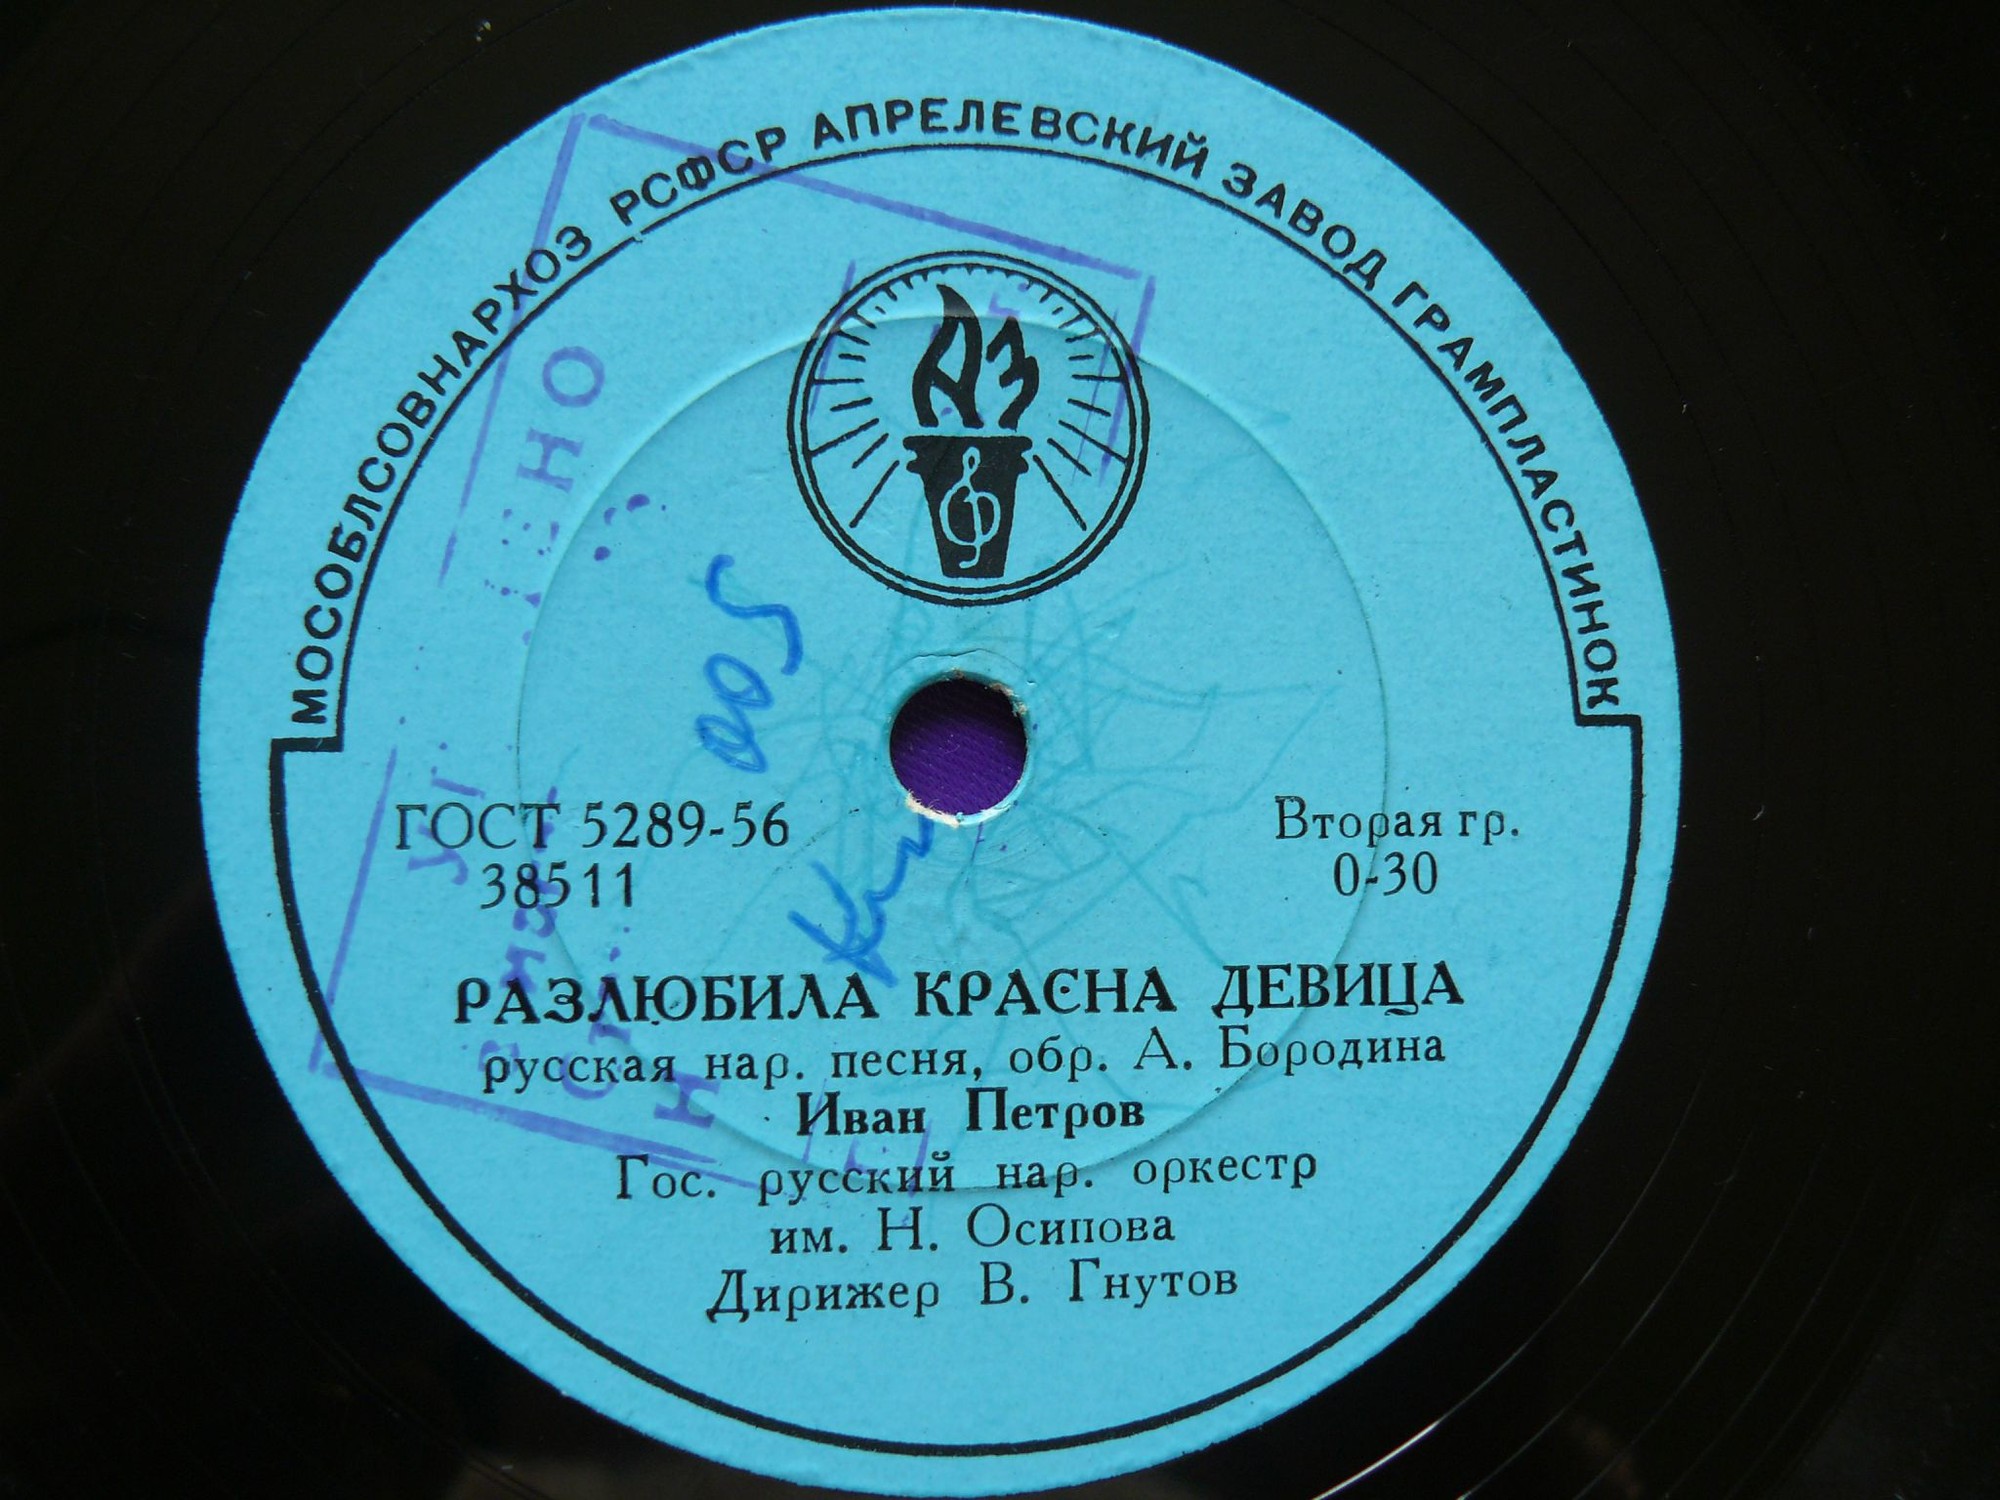 МОСОБЛСОВНАРХОЗ РСФСР АПРЕЛЕВСКИЙ ЗАВОД ГРАМПЛАСТИНОК
АЗ
ГОСТ 5289-56
38511
Вторая гр.
0-30
РАЗЛЮБИЛА КРАСНА ДЕВИЦА
русская нар. песня, обр. А. Бородина
Иван Петров
Гос. русский нар. оркестр
им. Н. Осипова
Дирижер В. Гнутов
005